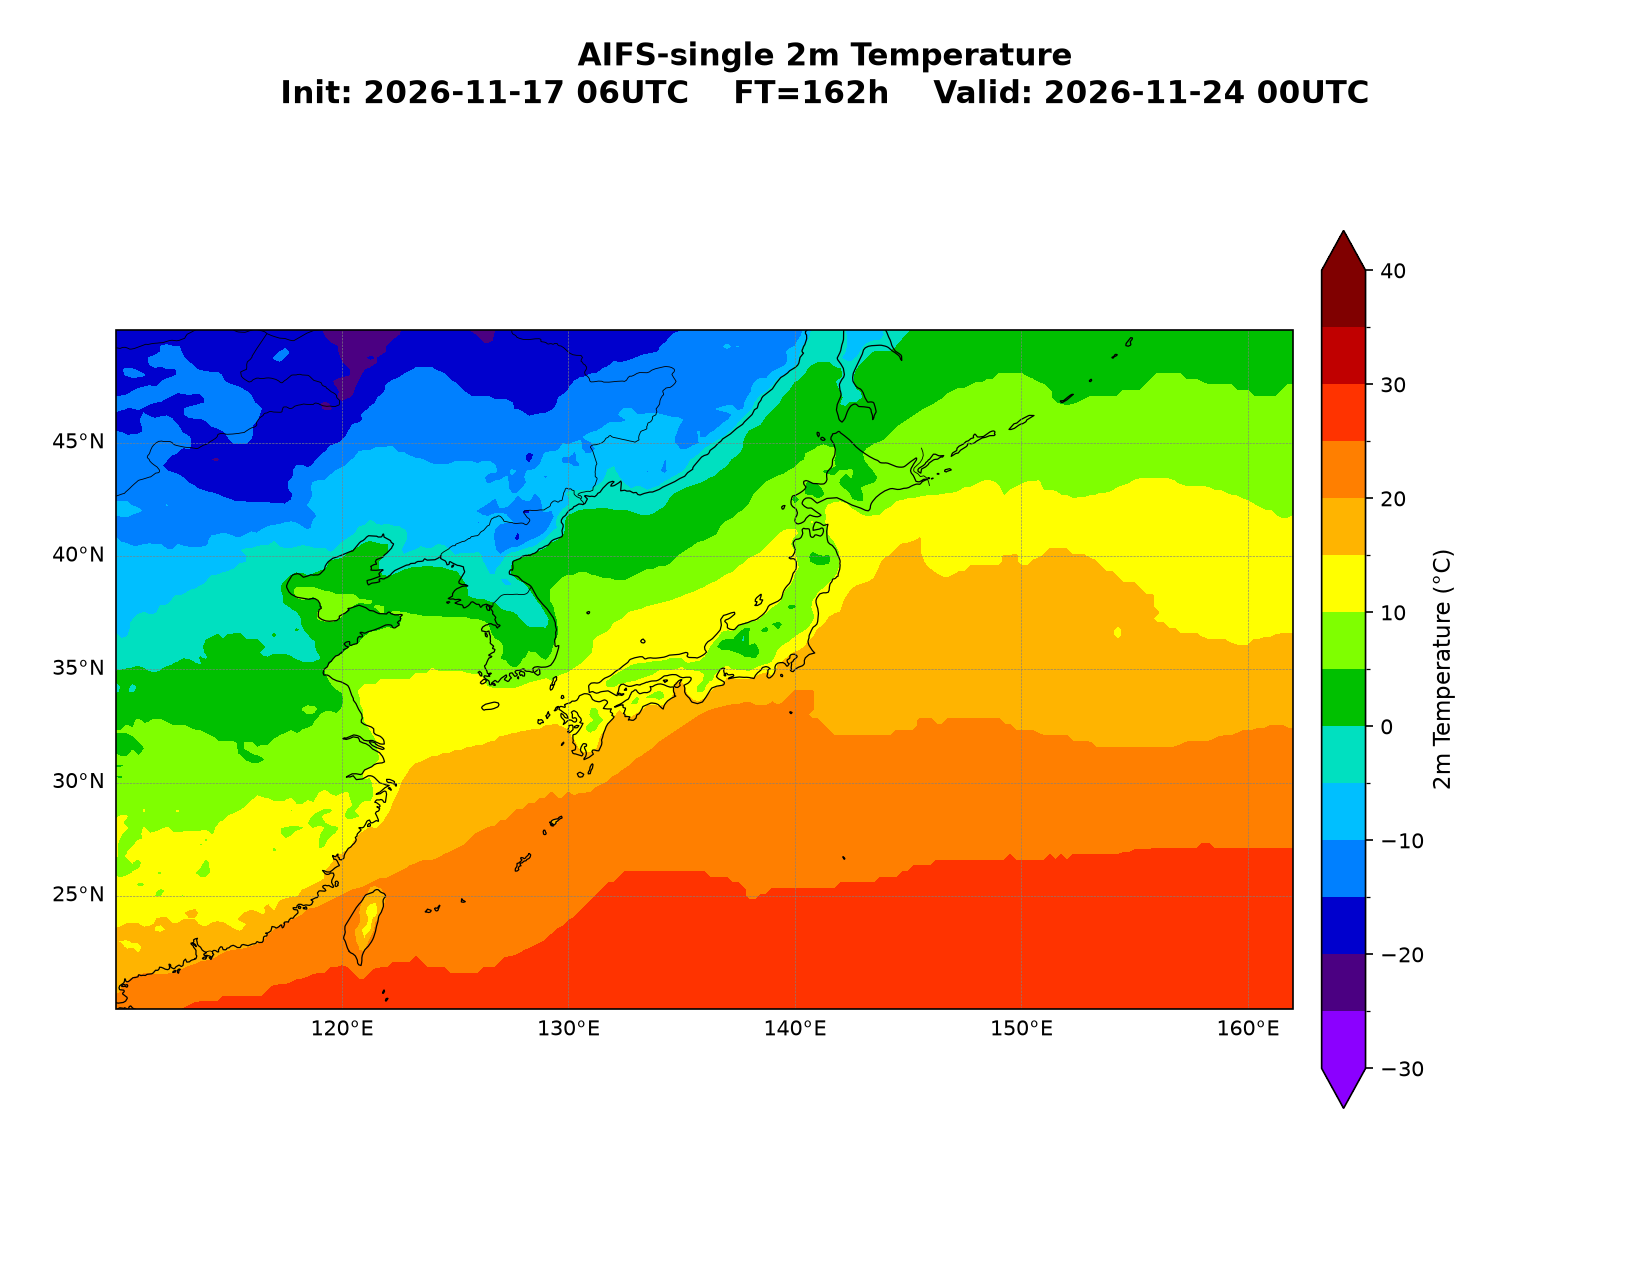 AIFS-single 2m Temperature
Init: 2026-11-17 06UTC    FT=162h    Valid: 2026-11-24 00UTC
45°N
40°N
35°N
30°N
25°N
120°E
130°E
140°E
150°E
160°E
40
30
20
10
0
−10
−20
−30
2m Temperature (°C)